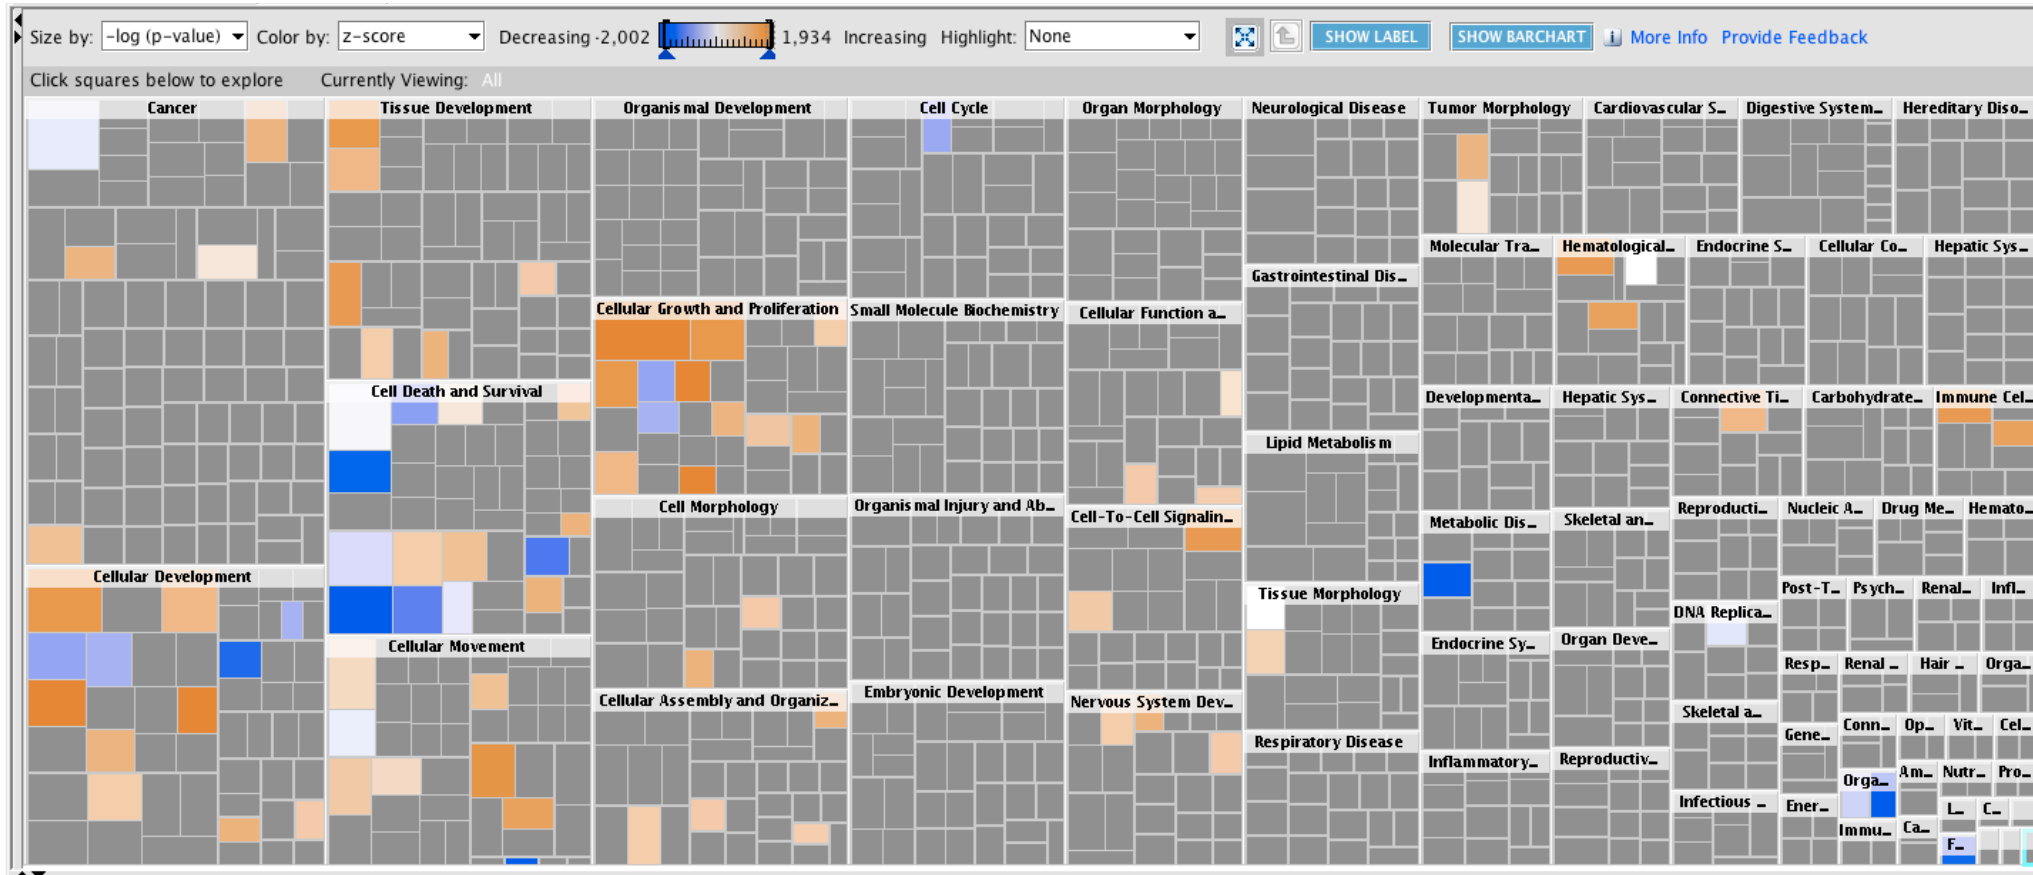 Size by: -log (p-value) Color by: z-score Decreasing -2,002 1,934 Increasing Highlight: None SHOW LABEL SHOW BARCHART i More Info Provide Feedback
Click squares below to explore Currently Viewing: All
Cancer Tissue Development Organismal Development Cell Cycle Organ Morphology Neurological Disease Tumor Morphology Cardiovascular S... Digestive System... Hereditary Diso...
Molecular Tra... Hematological... Endocrine S... Cellular Co... Hepatic Sys...
Gastrointestinal Dis...
Cellular Growth and Proliferation Small Molecule Biochemistry Cellular Function a...
Cell Death and Survival Developmenta... Hepatic Sys... Connective Ti... Carbohydrate... Immune Cel...
Lipid Metabolism
Cell Morphology Organismal Injury and Ab... Cell-To-Cell Signalin... Metabolic Dis... Skeletal an... Reproducti... Nucleic A... Drug Me... Hemato...
Cellular Development Tissue Morphology Post-T... Psych... Renal... Infl...
DNA Replica...
Cellular Movement Endocrine Sy... Organ Deve... Resp... Renal ... Hair ... Orga...
Cellular Assembly and Organiz... Embryonic Development Nervous System Dev... Skeletal a...
Respiratory Disease Gene... Conn... Op... Vit... Cel...
Inflammatory... Reproductiv... Orga... Am... Nutr... Pro...
Infectious ... Ener... L... C...
Immu... Ca...
F...